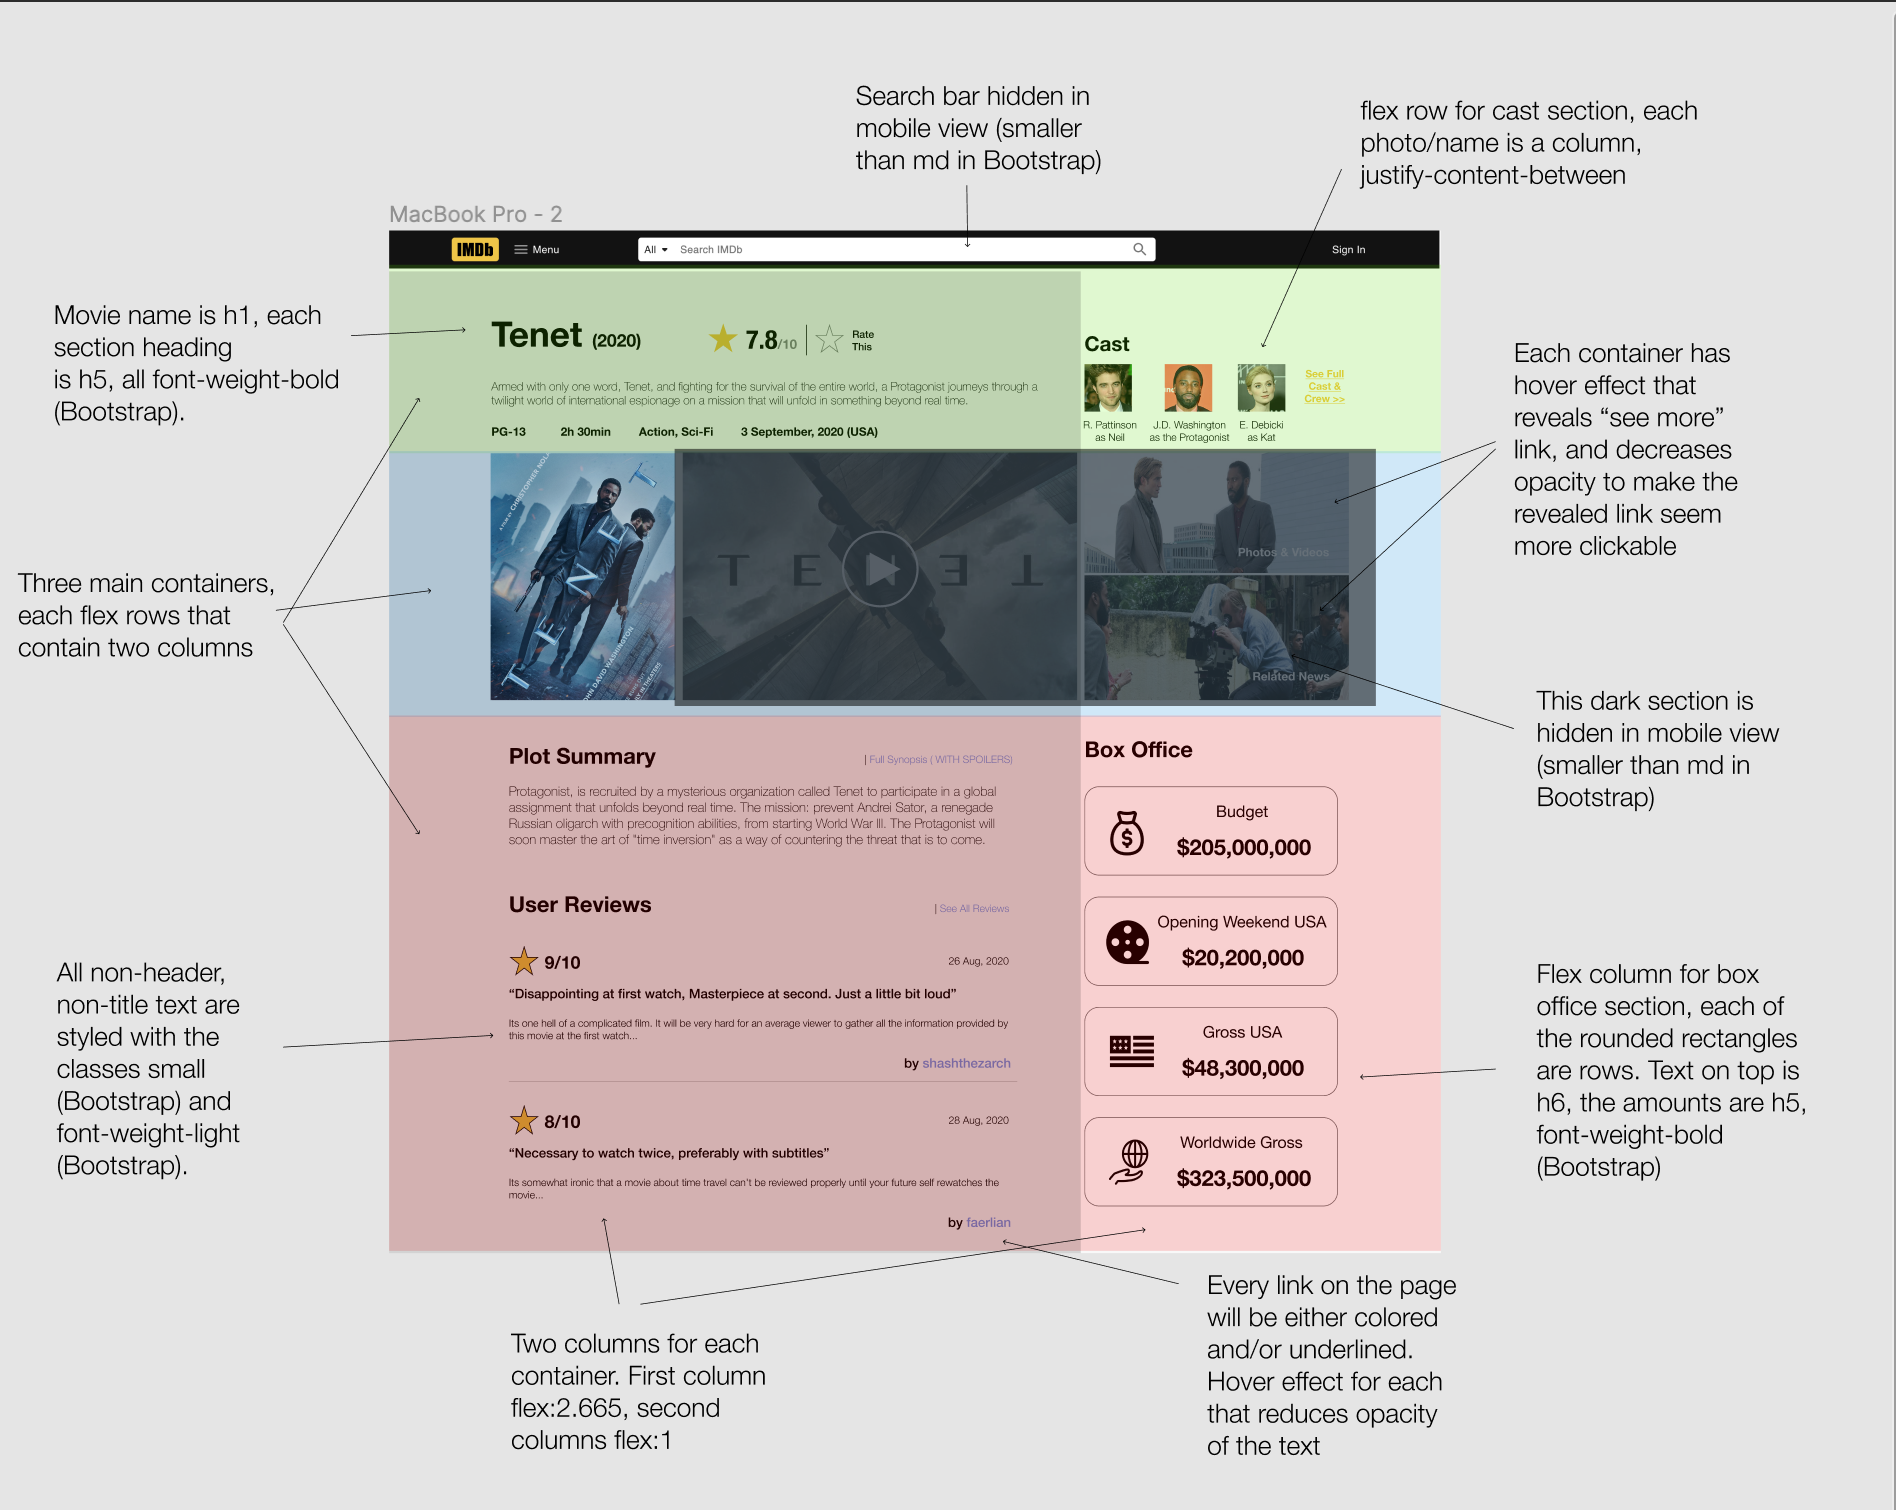 Search bar hidden in
mobile view (smaller
than md in Bootstrap)
flex row for cast section, each
photo/name is a column,
justify-content-between
MacBook Pro - 2
IMDb
Menu
All
Search IMDb
Sign In
Movie name is h1, each
section heading
is h5, all font-weight-bold
(Bootstrap).
Tenet (2020)
7.8/10
Rate
This
Armed with only one word, Tenet, and fighting for the survival of the entire world, a Protagonist journeys through a
twilight world of international espionage on a mission that will unfold in something beyond real time.
PG-13 2h 30min Action, Sci-Fi 3 September, 2020 (USA)
Cast
See Full
Cast &
Crew >>
R. Pattinson
as Neil
J.D. Washington
as the Protagonist
E. Debicki
as Kat
Each container has
hover effect that
reveals “see more”
link, and decreases
opacity to make the
revealed link seem
more clickable
Three main containers,
each flex rows that
contain two columns
A FILM BY CHRISTOPHER NOLAN
TENET
JOHN DAVID WASHINGTON
TENET
Photos & Videos
Related News
This dark section is
hidden in mobile view
(smaller than md in
Bootstrap)
Plot Summary
| Full Synopsis ( WITH SPOILERS)
Protagonist, is recruited by a mysterious organization called Tenet to participate in a global
assignment that unfolds beyond real time. The mission: prevent Andrei Sator, a renegade
Russian oligarch with precognition abilities, from starting World War III. The Protagonist will
soon master the art of "time inversion" as a way of countering the threat that is to come.
User Reviews
| See All Reviews
9/10
26 Aug, 2020
“Disappointing at first watch, Masterpiece at second. Just a little bit loud”
Its one hell of a complicated film. It will be very hard for an average viewer to gather all the information provided by
this movie at the first watch...
by shashthezarch
8/10
28 Aug, 2020
“Necessary to watch twice, preferably with subtitles”
Its somewhat ironic that a movie about time travel can't be reviewed properly until your future self rewatches the
movie...
by faerlian
Box Office
Budget
$205,000,000
Opening Weekend USA
$20,200,000
Gross USA
$48,300,000
Worldwide Gross
$323,500,000
All non-header,
non-title text are
styled with the
classes small
(Bootstrap) and
font-weight-light
(Bootstrap).
Flex column for box
office section, each of
the rounded rectangles
are rows. Text on top is
h6, the amounts are h5,
font-weight-bold
(Bootstrap)
Two columns for each
container. First column
flex:2.665, second
columns flex:1
Every link on the page
will be either colored
and/or underlined.
Hover effect for each
that reduces opacity
of the text